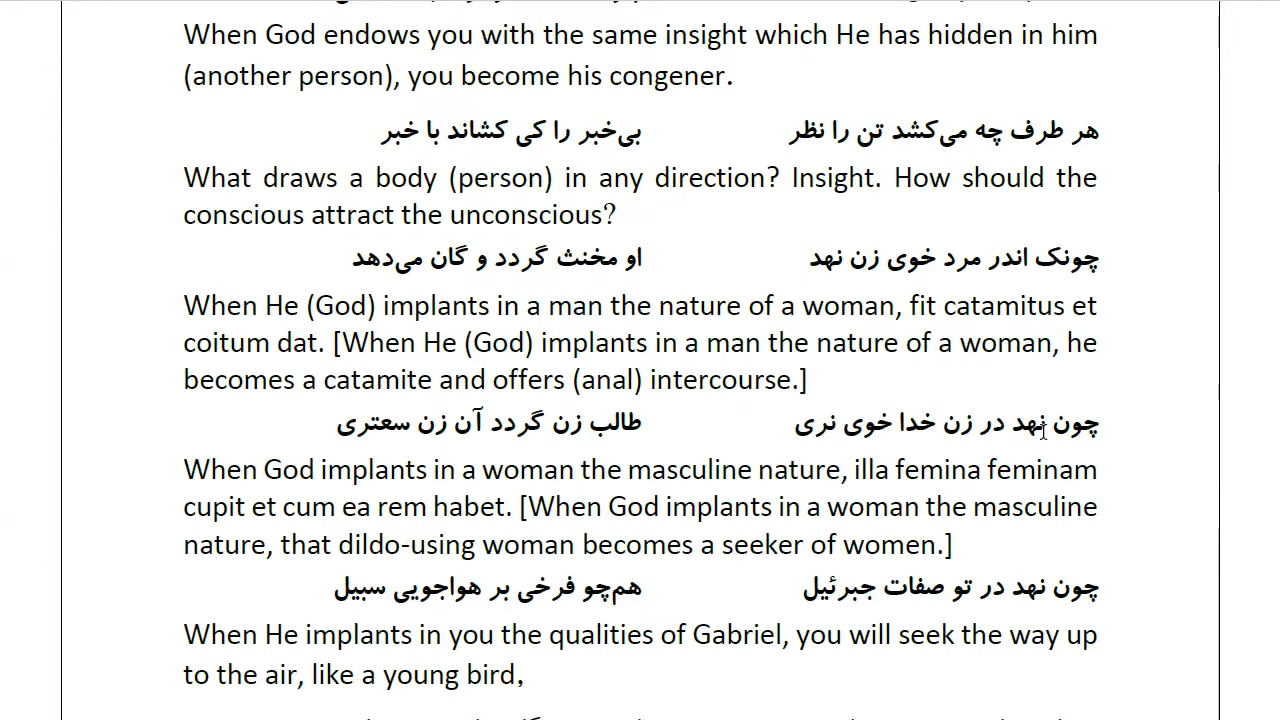 When God endows you with the same insight which He has hidden in him
(another person), you become his congener.
هر طرف چه می‌کشد تن را نظر بی‌خبر را کی کشاند با خبر
What draws a body (person) in any direction? Insight. How should the
conscious attract the unconscious?
چونک اندر مرد خوی زن نهد او مخنث گردد و گان می‌دهد
When He (God) implants in a man the nature of a woman, fit catamitus et
coitum dat. [When He (God) implants in a man the nature of a woman, he
becomes a catamite and offers (anal) intercourse.]
چون نهد در زن خدا خوی نری طالب زن گردد آن زن سعتری
When God implants in a woman the masculine nature, illa femina feminam
cupit et cum ea rem habet. [When God implants in a woman the masculine
nature, that dildo-using woman becomes a seeker of women.]
چون نهد در تو صفات جبرئیل هم‌چو فرخی بر هواجویی سبیل
When He implants in you the qualities of Gabriel, you will seek the way up
to the air, like a young bird,